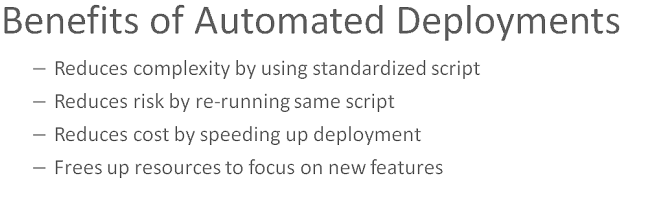 Benefits of Automated Deployments
– Reduces complexity by using standardized script
– Reduces risk by re-running same script
– Reduces cost by speeding up deployment
– Frees up resources to focus on new features